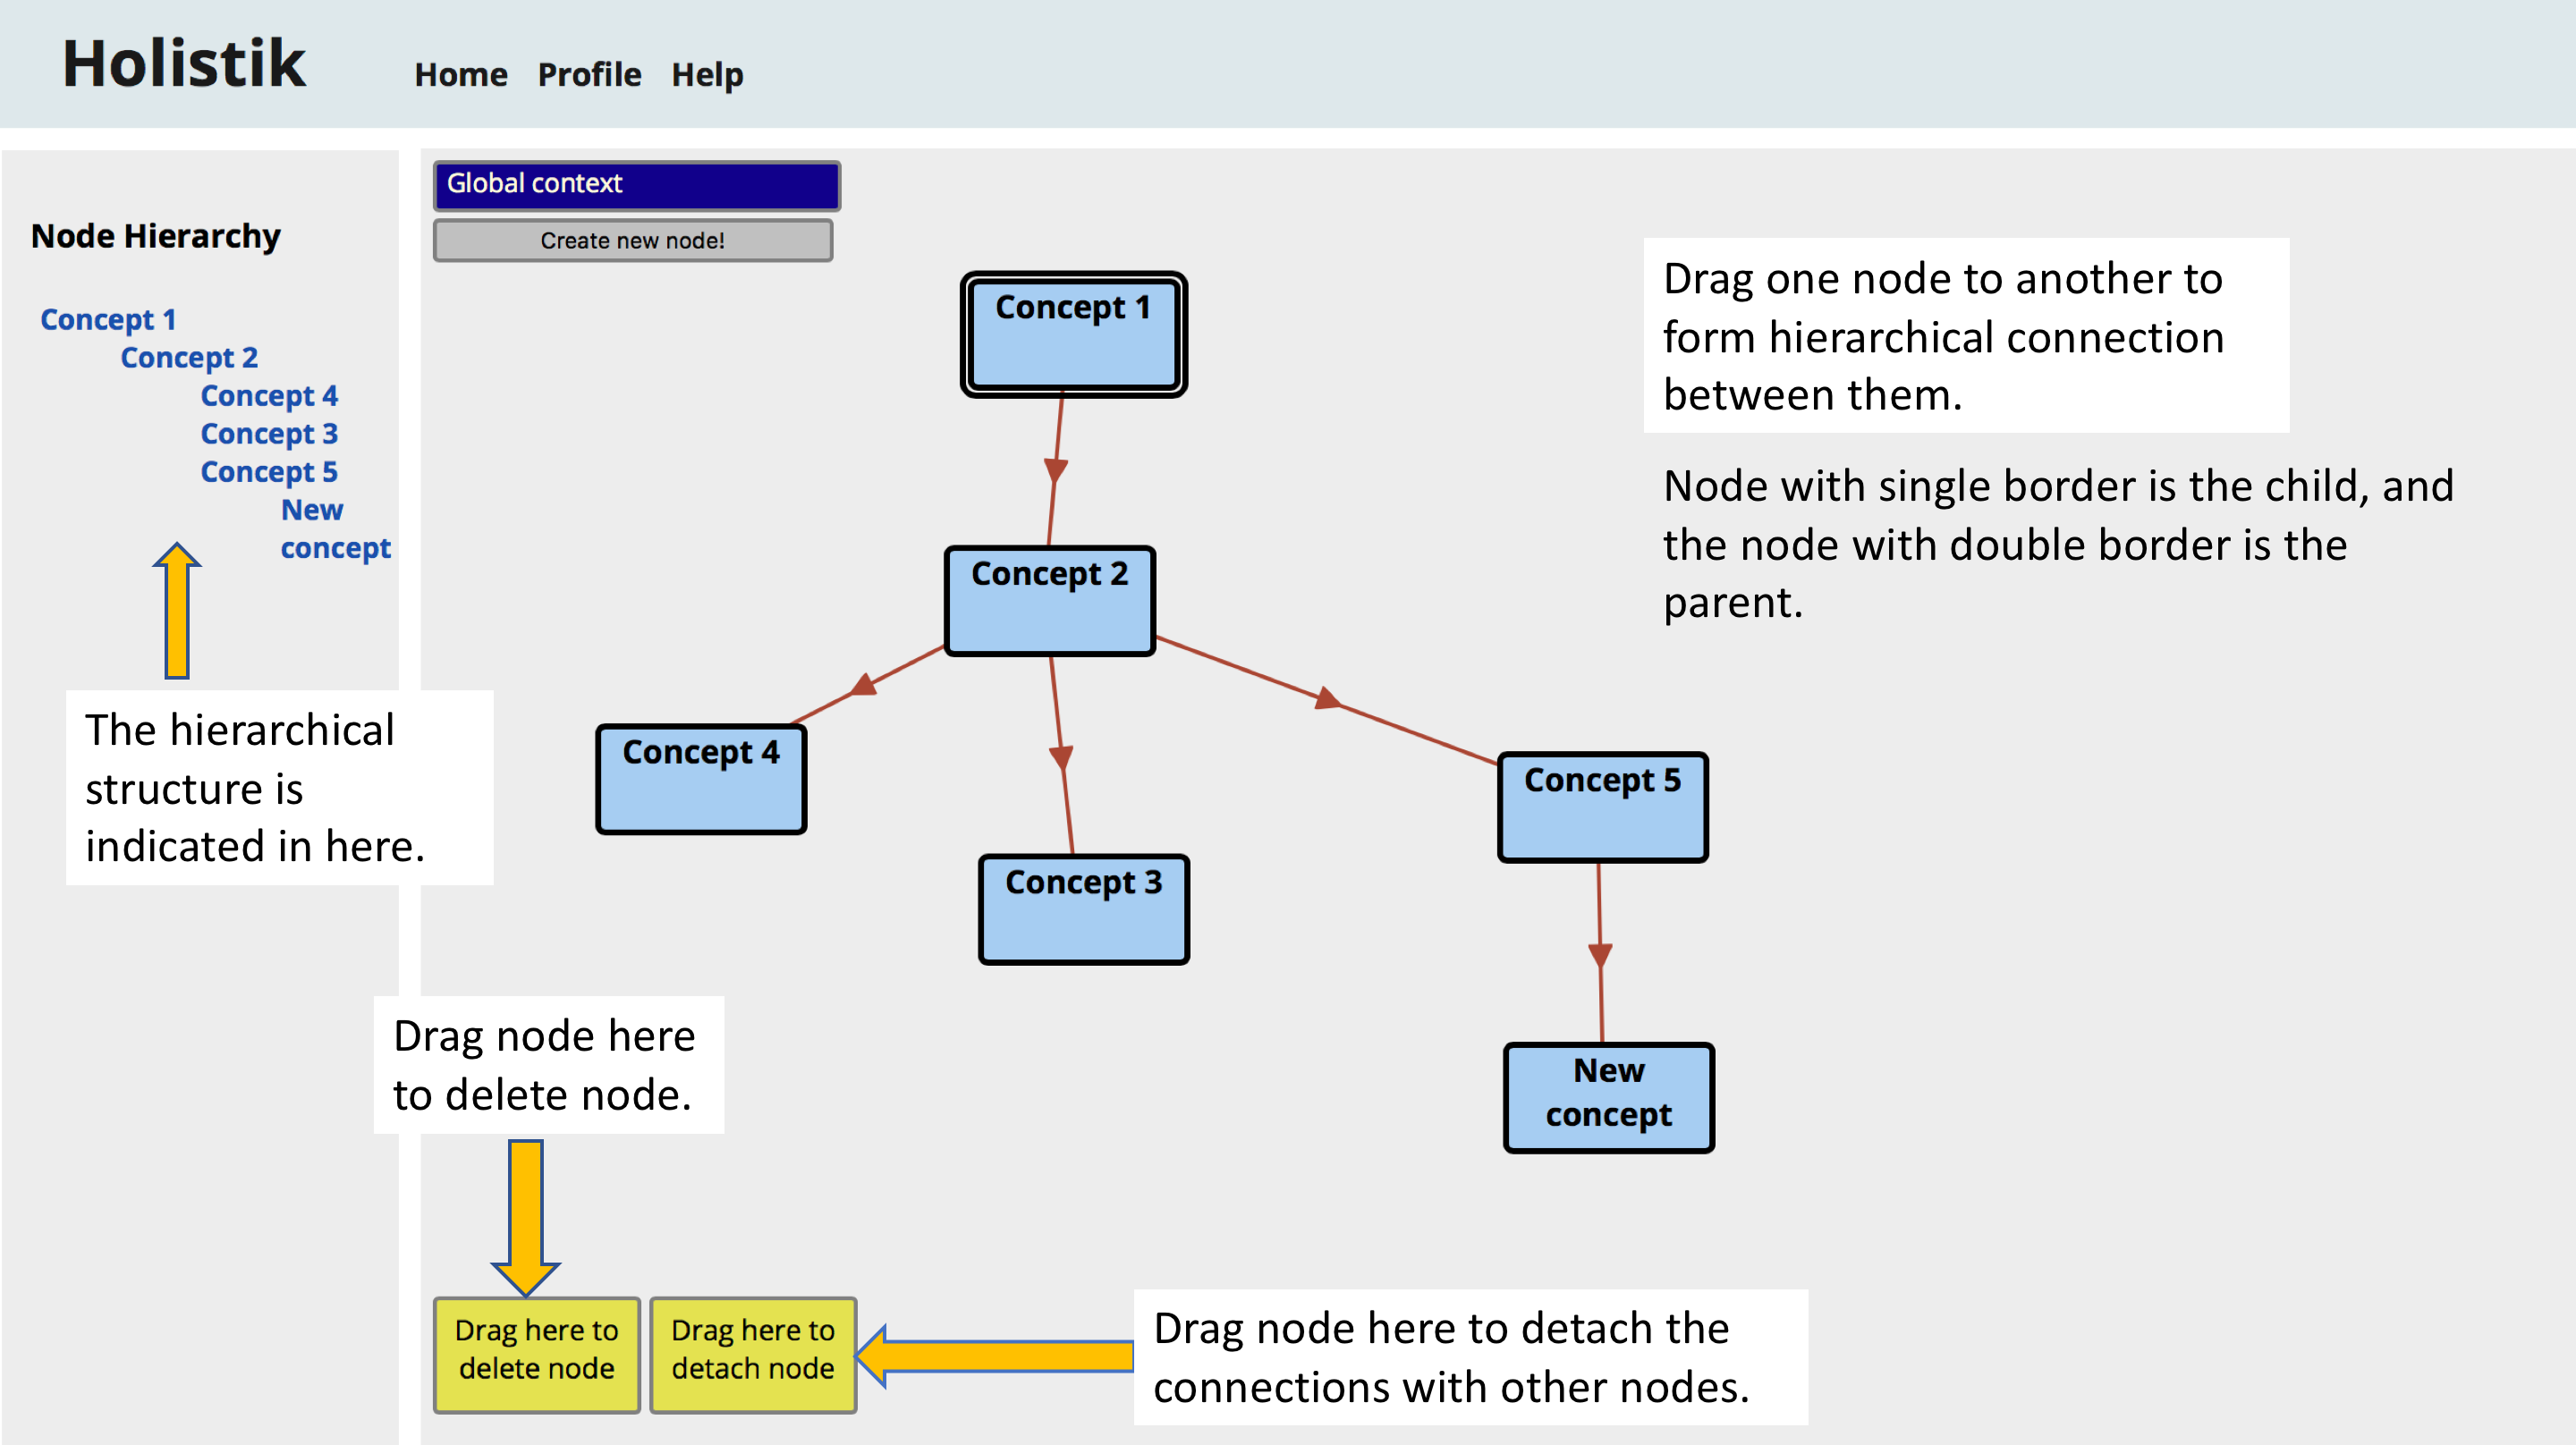 Holistik
Home Profile Help
Node Hierarchy
Concept 1
Concept 2
Concept 4
Concept 3
Concept 5
New
concept
The hierarchical
structure is
indicated in here.
Global context
Create new node!
Concept 1
Concept 2
Concept 4
Concept 3
Concept 5
New
concept
Drag one node to another to
form hierarchical connection
between them.
Node with single border is the child, and
the node with double border is the
parent.
Drag node here
to delete node.
Drag here to
delete node
Drag here to
detach node
Drag node here to detach the
connections with other nodes.